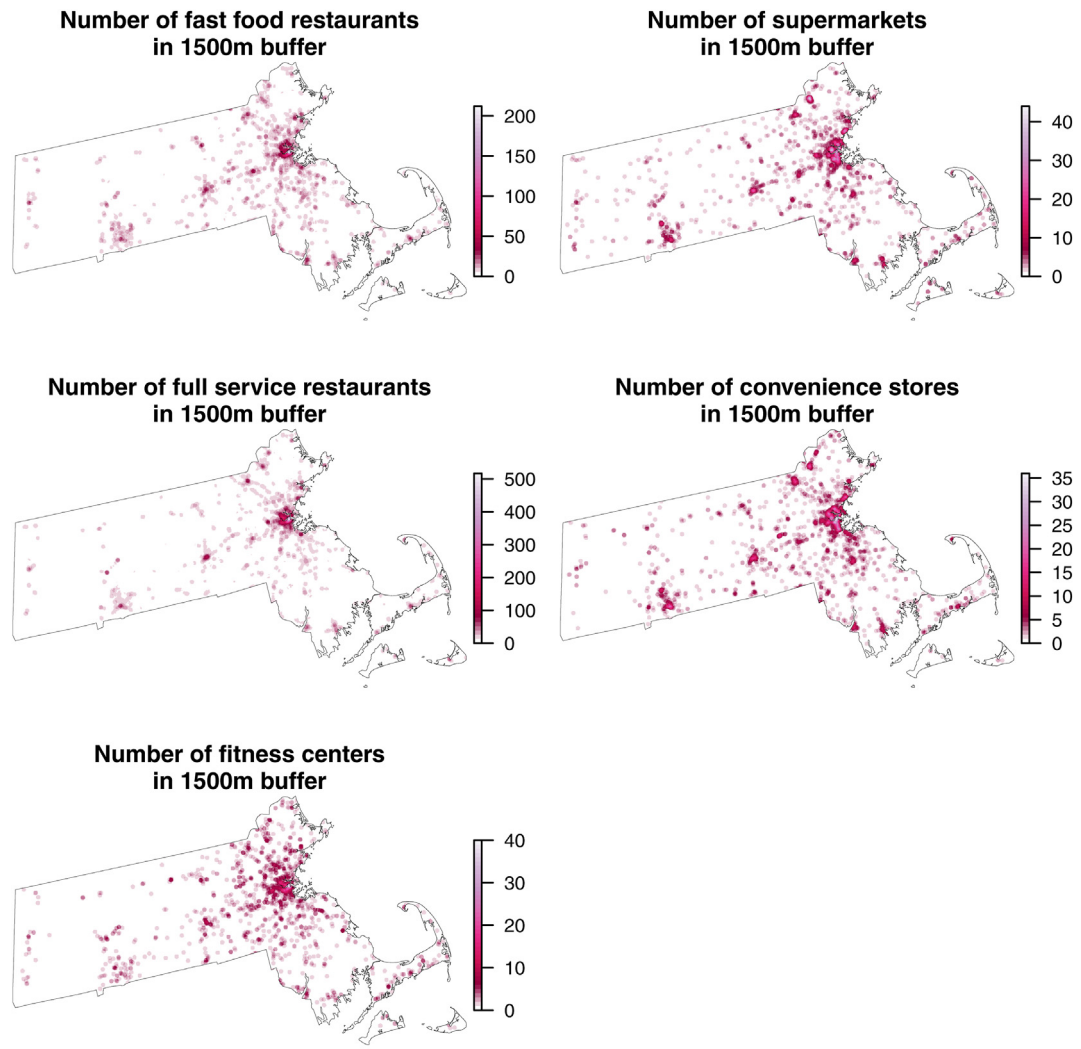 Number of fast food restaurants
in 1500m buffer
200
150
100
50
0
Number of supermarkets
in 1500m buffer
40
30
20
10
0
Number of full service restaurants
in 1500m buffer
500
400
300
200
100
0
Number of convenience stores
in 1500m buffer
35
30
25
20
15
10
5
0
Number of fitness centers
in 1500m buffer
40
30
20
10
0